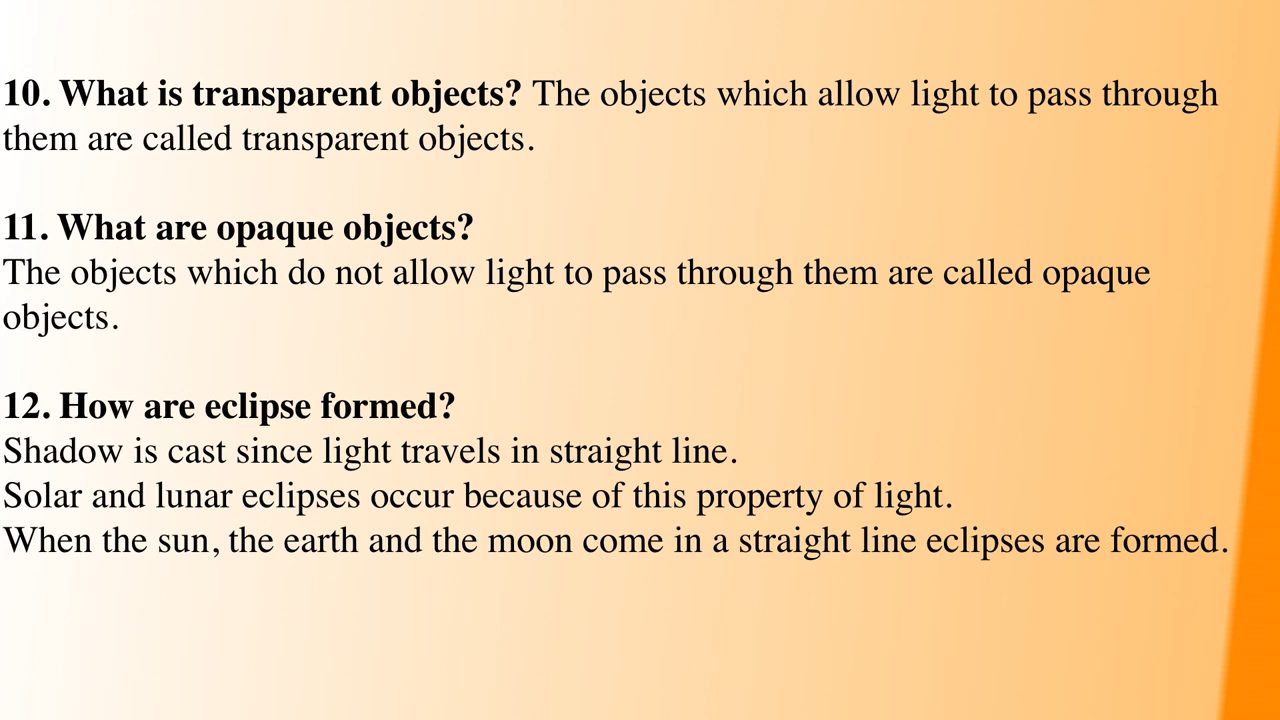 10. What is transparent objects? The objects which allow light to pass through
them are called transparent objects.
11. What are opaque objects?
The objects which do not allow light to pass through them are called opaque
objects.
12. How are eclipse formed?
Shadow is cast since light travels in straight line.
Solar and lunar eclipses occur because of this property of light.
When the sun, the earth and the moon come in a straight line eclipses are formed.